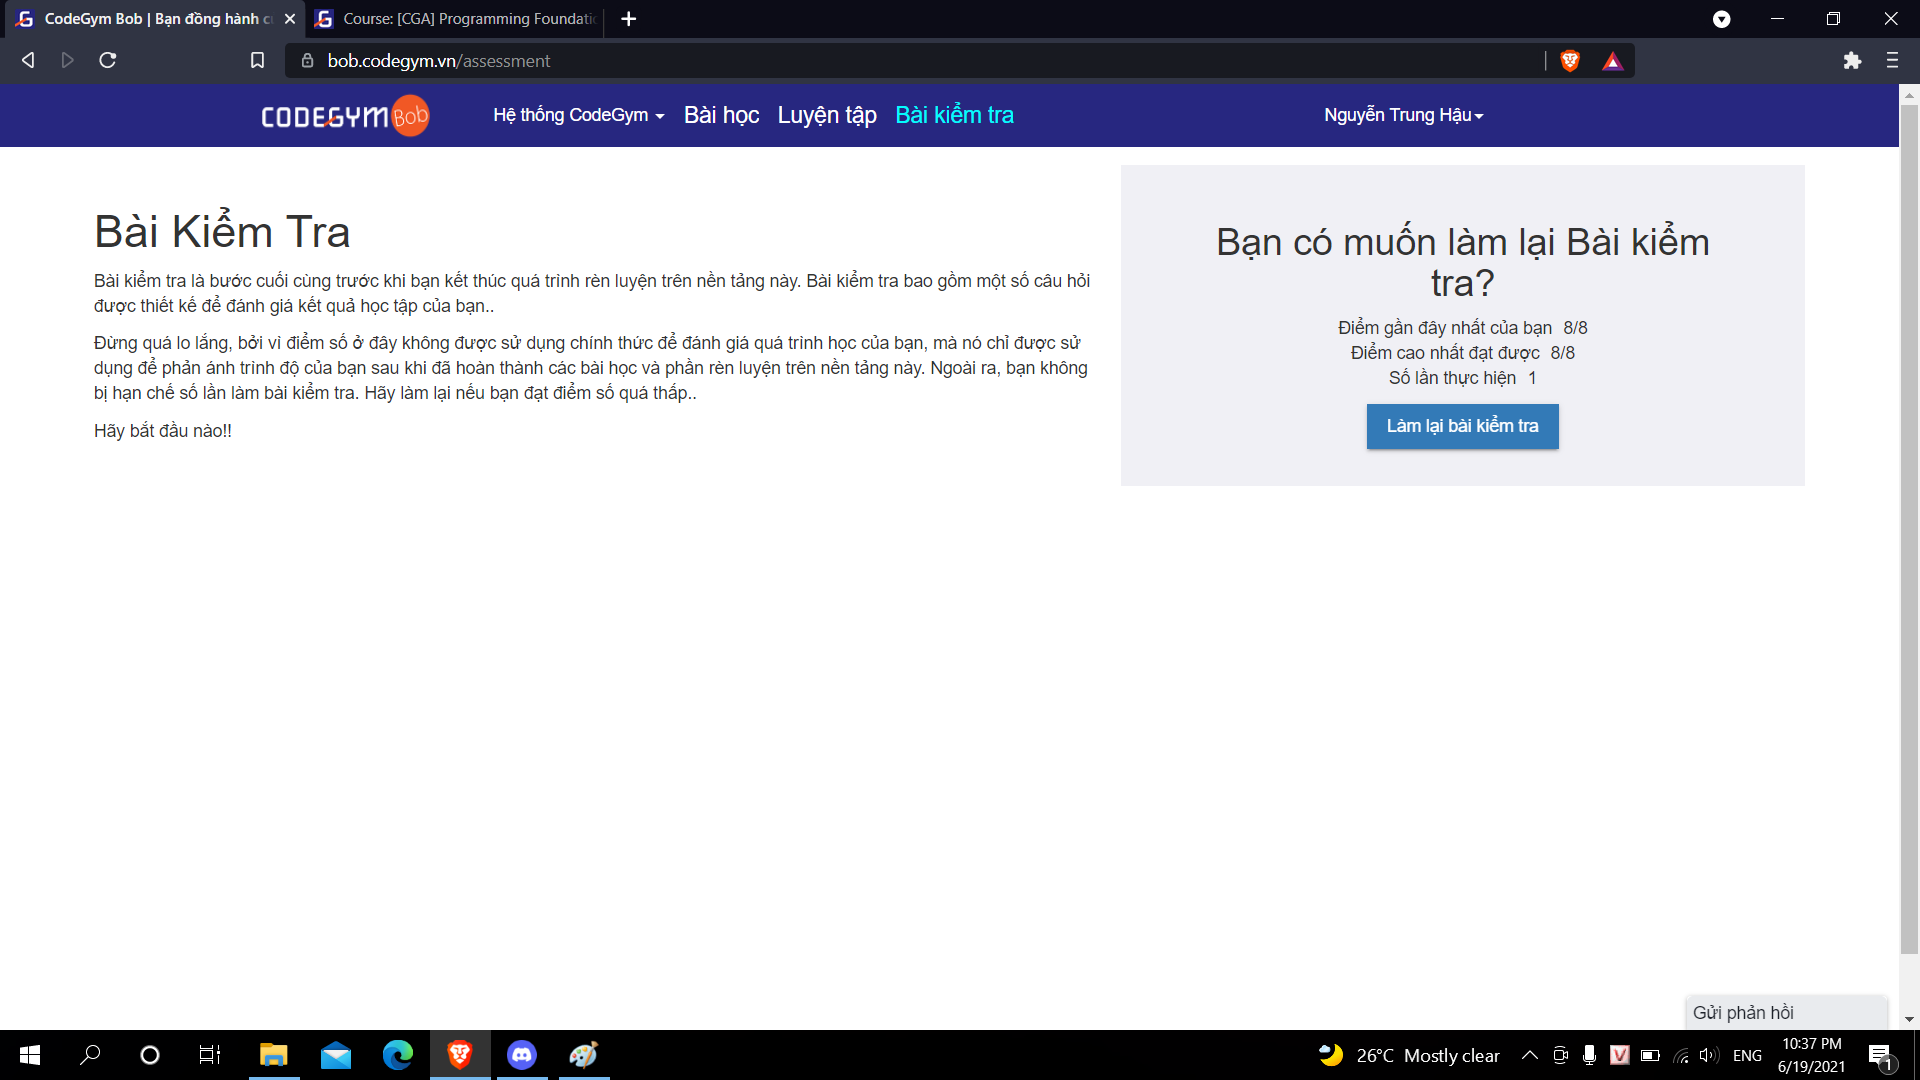 CodeGym Bob | Bạn đồng hành c
Course: [CGA] Programming Foundati
bob.codegym.vn/assessment
CODEGYM Bob
Hệ thống CodeGym
Bài học
Luyện tập
Bài kiểm tra
Nguyễn Trung Hậu
Bài Kiểm Tra
Bài kiểm tra là bước cuối cùng trước khi bạn kết thúc quá trình rèn luyện trên nền tảng này. Bài kiểm tra bao gồm một số câu hỏi
được thiết kế để đánh giá kết quả học tập của bạn..
Đừng quá lo lắng, bởi vì điểm số ở đây không được sử dụng chính thức để đánh giá quá trình học của bạn, mà nó chỉ được sử
dụng để phản ánh trình độ của bạn sau khi đã hoàn thành các bài học và phần rèn luyện trên nền tảng này. Ngoài ra, bạn không
bị hạn chế số lần làm bài kiểm tra. Hãy làm lại nếu bạn đạt điểm số quá thấp..
Hãy bắt đầu nào!!
Bạn có muốn làm lại Bài kiểm
tra?
Điểm gần đây nhất của bạn 8/8
Điểm cao nhất đạt được 8/8
Số lần thực hiện 1
Làm lại bài kiểm tra
Gửi phản hồi
26°C Mostly clear
ENG
10:37 PM
6/19/2021
1